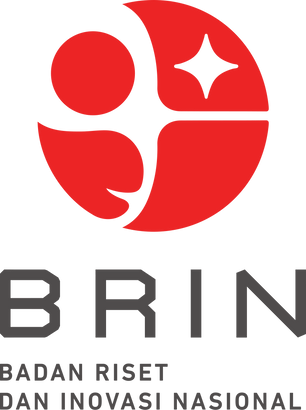 BRIN
BADAN RISET
DAN INOVASI NASIONAL